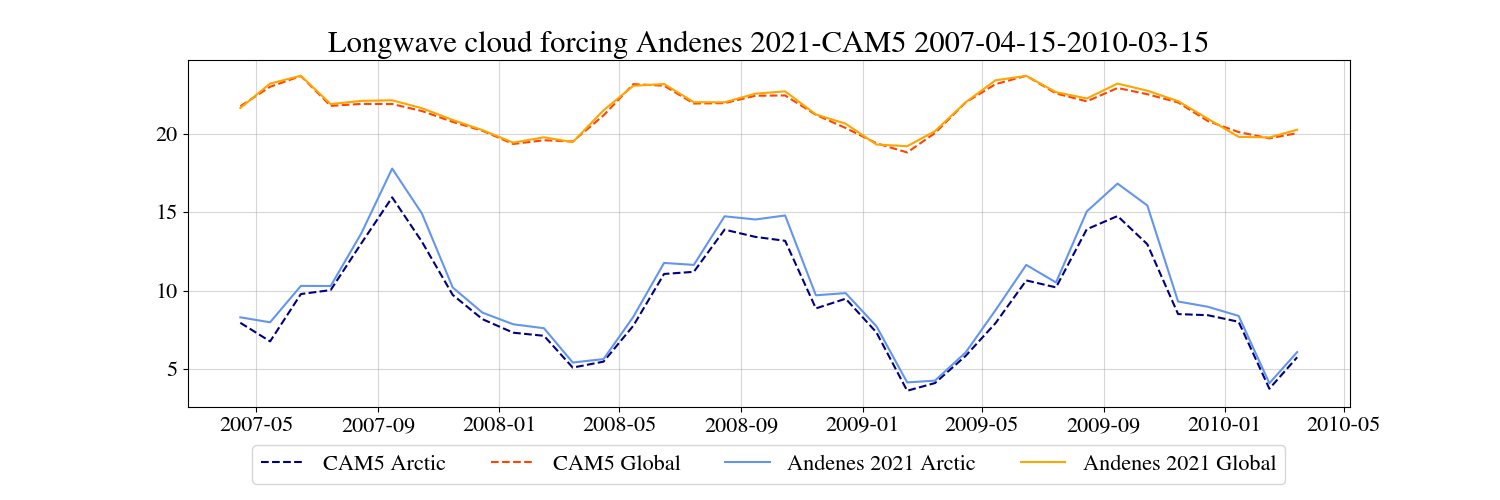 Longwave cloud forcing Andenes 2021-CAM5 2007-04-15-2010-03-15
20
15
10
5
2007-05 2007-09 2008-01 2008-05 2008-09 2009-01 2009-05 2009-09 2010-01 2010-05
CAM5 Arctic CAM5 Global Andenes 2021 Arctic Andenes 2021 Global